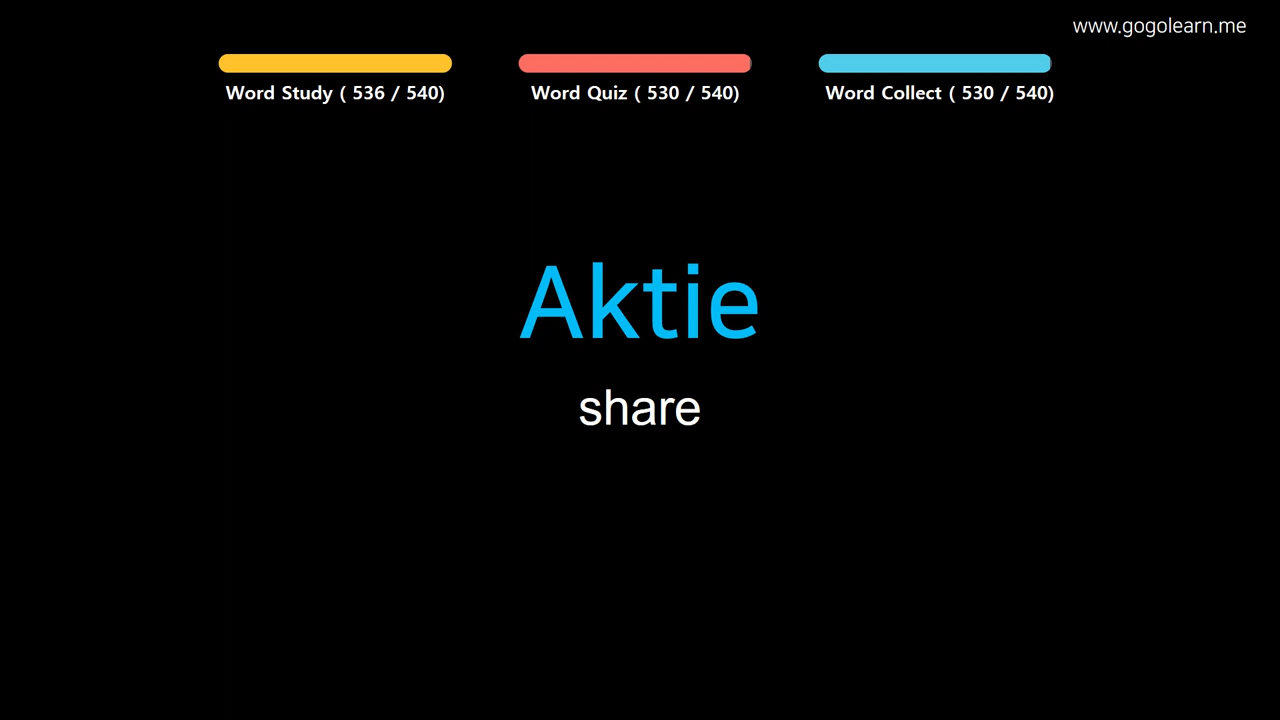 www.gogolearn.me
Word Study ( 536 / 540)
Word Quiz ( 530 / 540)
Word Collect ( 530 / 540)
Aktie
share